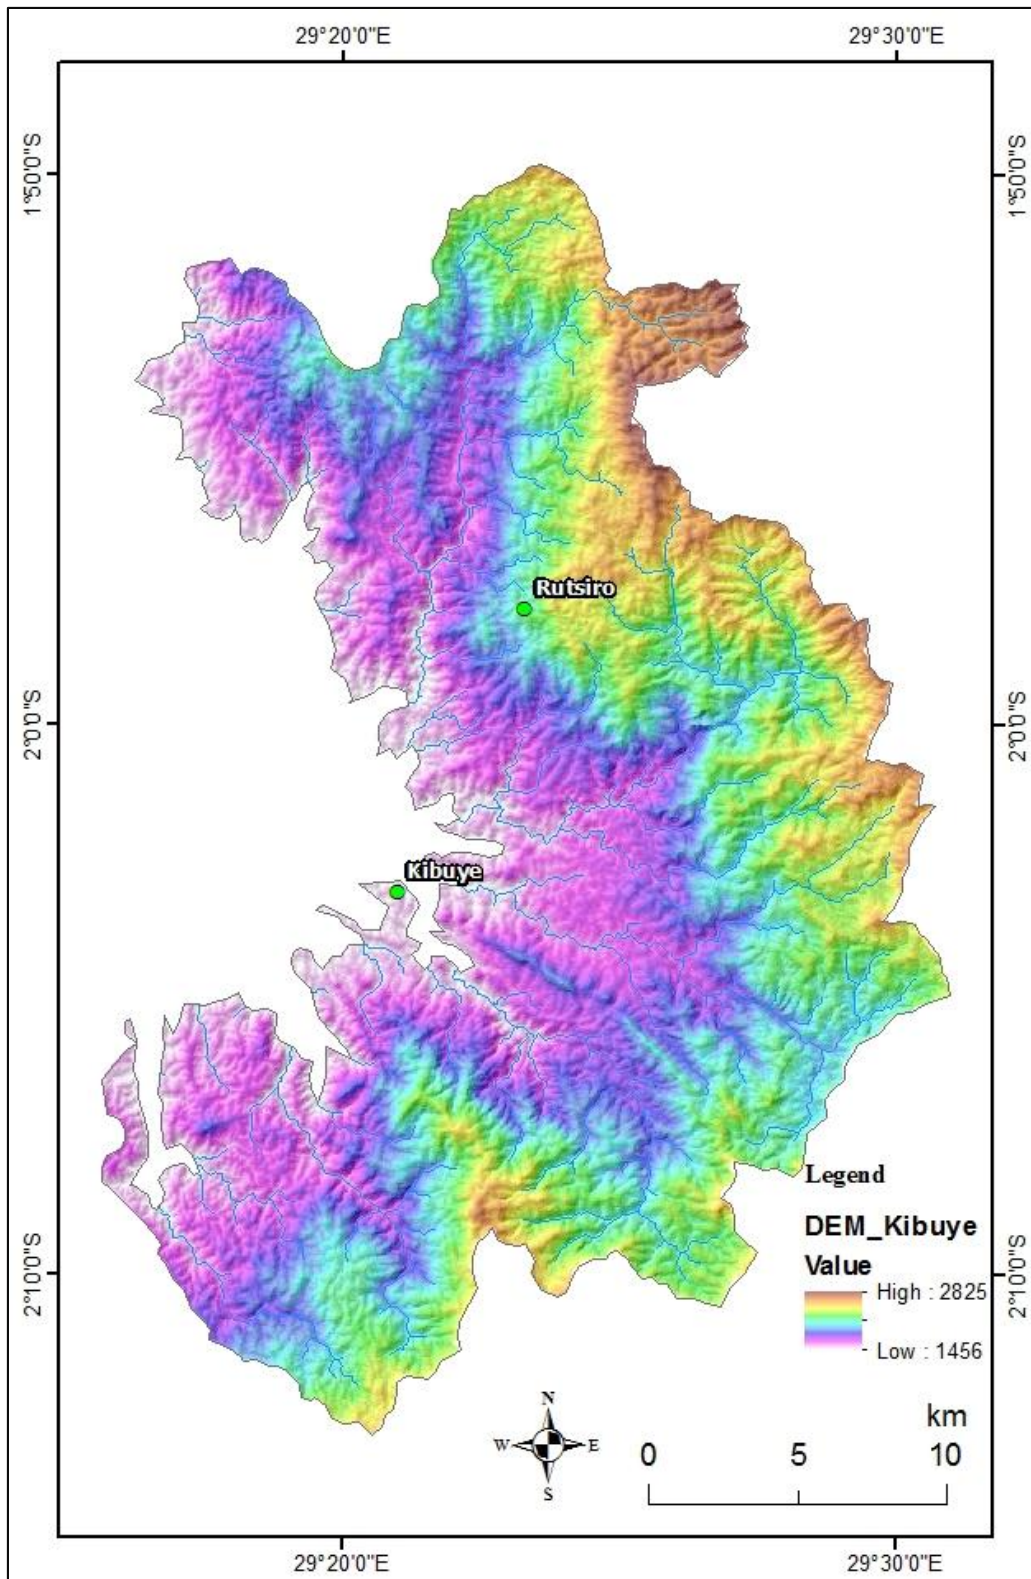 29°20'0"E 29°30'0"E
1°50'0"S 1°50'0"S
Rutsiro
2°0'0"S 2°0'0"S
Kibuye
Legend
DEM_Kibuye
Value
High : 2825
Low : 1456
2°10'0"S 2°10'0"S
N
W E
S
km
0 5 10
29°20'0"E 29°30'0"E